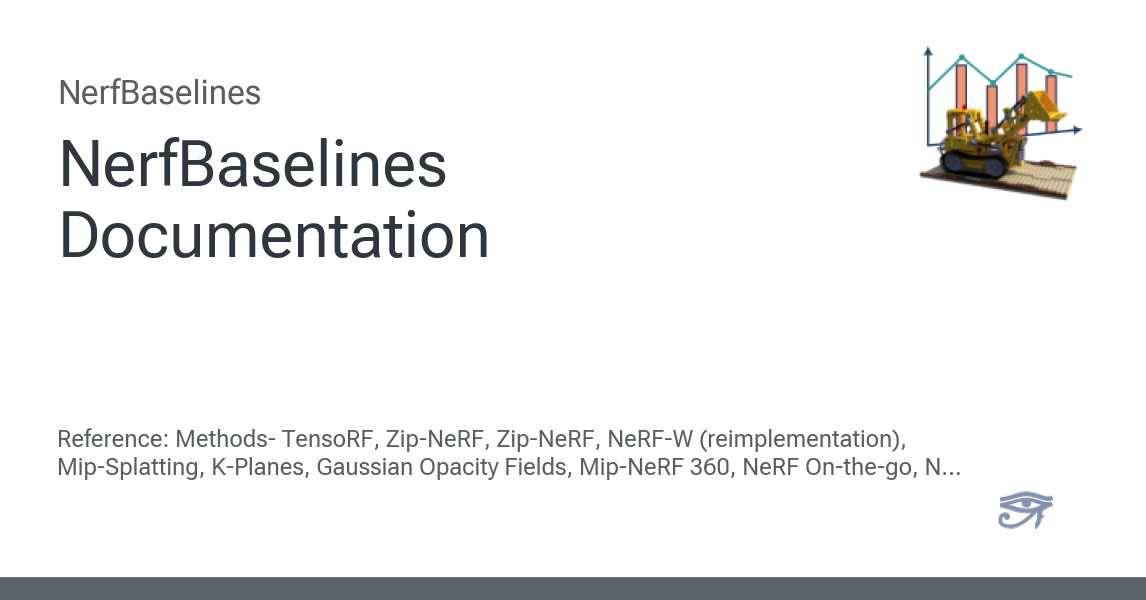 NerfBaselines
NerfBaselines
Documentation
Reference: Methods- TensoRF, Zip-NeRF, Zip-NeRF, NeRF-W (reimplementation),
Mip-Splatting, K-Planes, Gaussian Opacity Fields, Mip-NeRF 360, NeRF On-the-go, N...